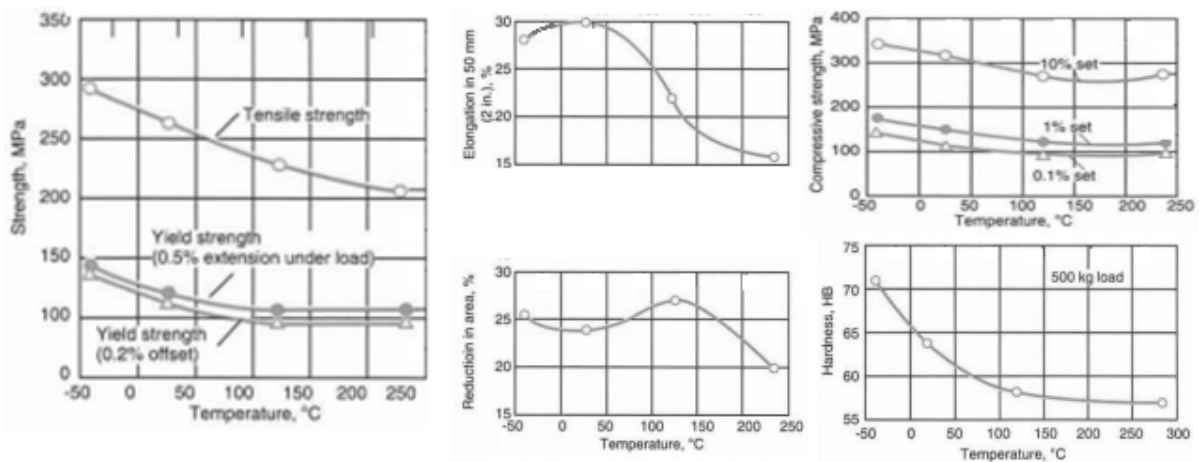 350
300
250
200
150
100
0
Strength, MPa
Tensile strength
Yield strength
(0.5% extension under load)
Yield strength
(0.2% offset)
-50 0 50 100 150 200 250
Temperature, °C
30
25
20
15
Elongation in 50 mm
(2 in.), %
400
300
200
100
0
Compressive strength, MPa
10% set
1% set
0.1% set
-50 0 50 100 150 200 250
Temperature, °C
30
25
20
15
Reductioin in area, %
-50 0 50 100 150 200 250
Temperature, °C
75
70
65
60
55
Hardness, HB
500 kg load
-50 0 50 100 150 200 250 300
Temperature, °C